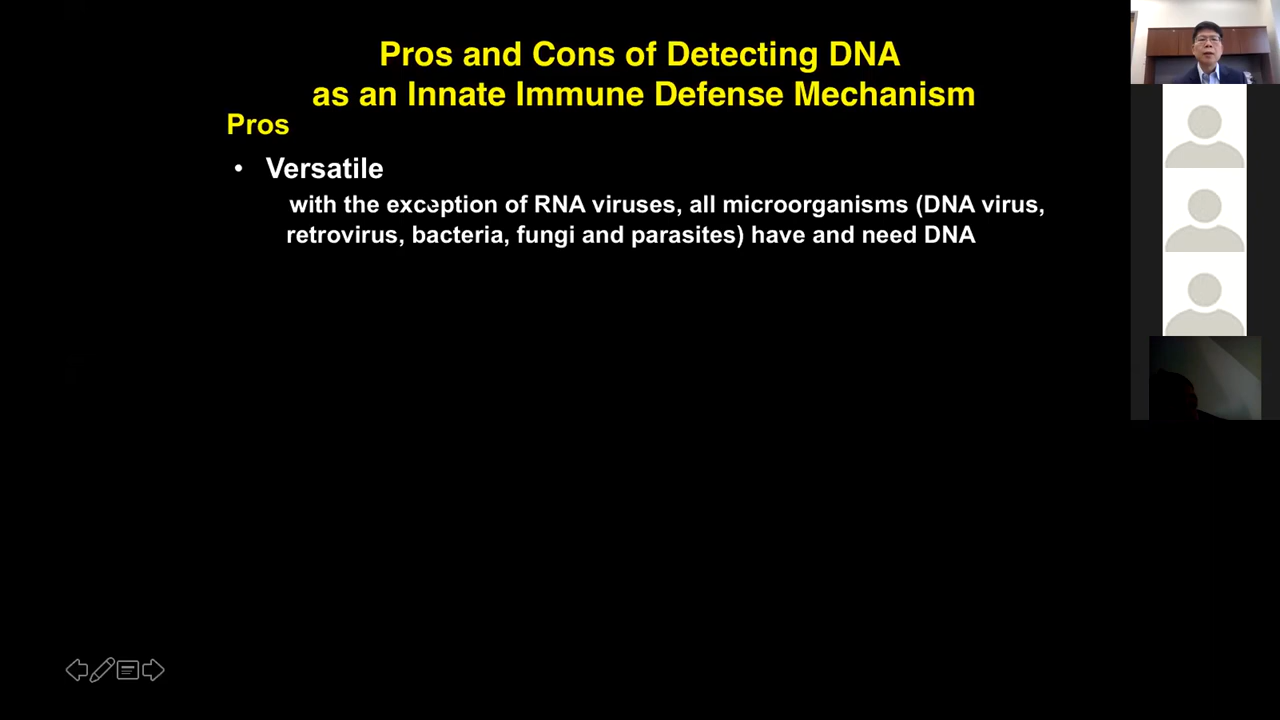 Pros and Cons of Detecting DNA
as an Innate Immune Defense Mechanism
Pros
• Versatile
with the exception of RNA viruses, all microorganisms (DNA virus,
retrovirus, bacteria, fungi and parasites) have and need DNA